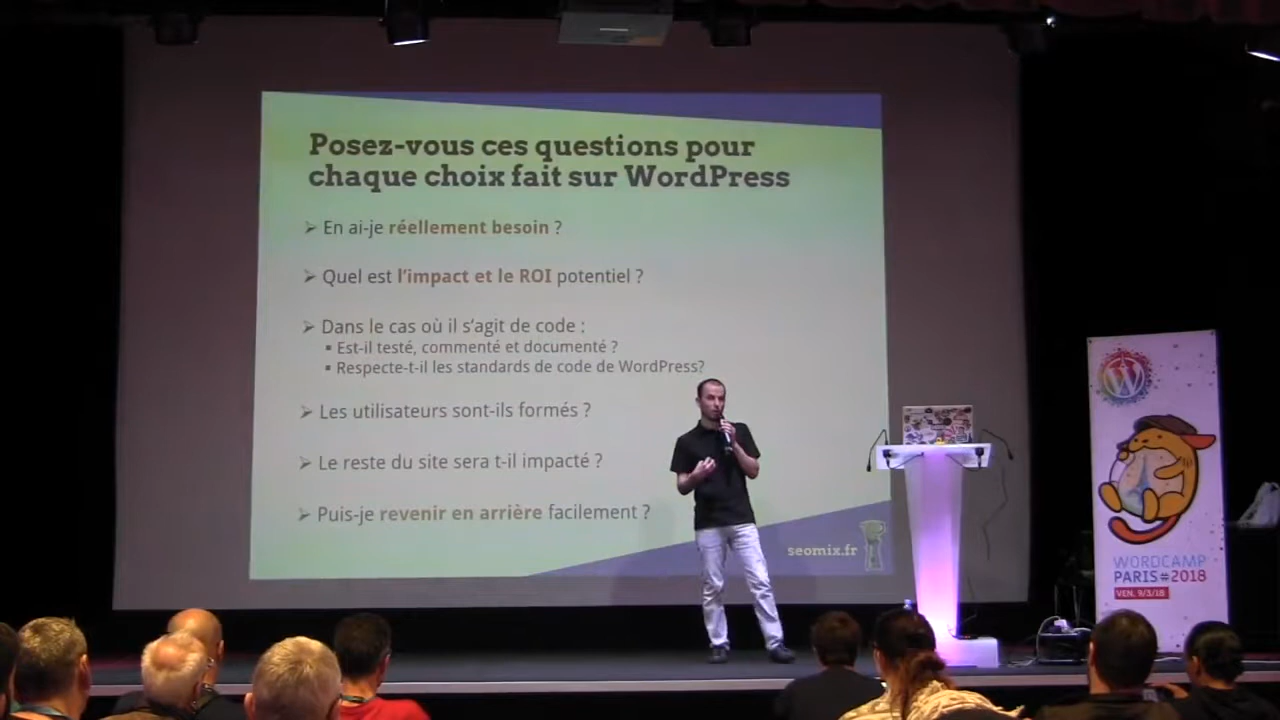 Posez-vous ces questions pour
chaque choix fait sur WordPress
➢ En ai-je réellement besoin ?
➢ Quel est l'impact et le ROI potentiel ?
➢ Dans le cas où il s'agit de code :
▪ Est-il testé, commenté et documenté ?
▪ Respecte-t-il les standards de code de WordPress?
➢ Les utilisateurs sont-ils formés ?
➢ Le reste du site sera t-il impacté ?
➢ Puis-je revenir en arrière facilement ?
seomix.fr
WORDCAMP
PARIS#2018
VEN. 9/3/18